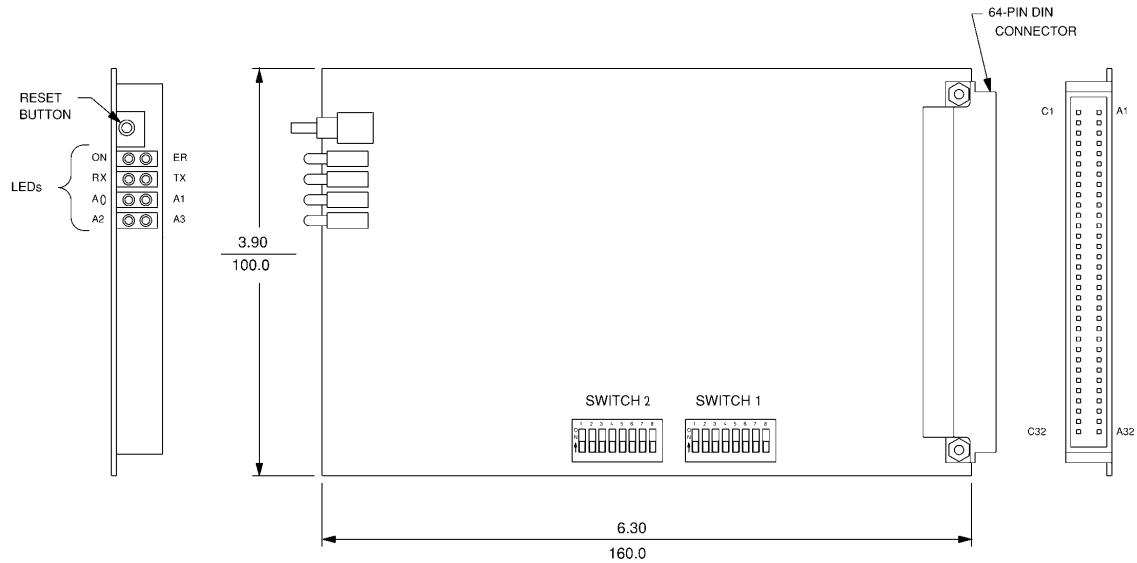 64-PIN DIN
CONNECTOR
RESET
BUTTON
LEDs
ON ER
RX TX
A0 A1
A2 A3
3.90
100.0
C1 A1
C32 A32
SWITCH 2
1 2 3 4 5 6 7 8
ON
SWITCH 1
1 2 3 4 5 6 7 8
ON
6.30
160.0